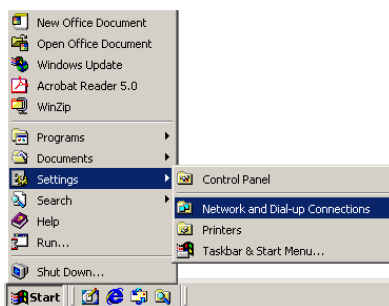 New Office Document
Open Office Document
Windows Update
Acrobat Reader 5.0
WinZip
Programs
Documents
Settings
Search
Help
Run...
Shut Down...
Control Panel
Network and Dial-up Connections
Printers
Taskbar & Start Menu...
Start